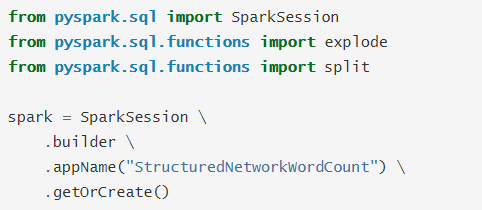 from pyspark.sql import SparkSession
from pyspark.sql.functions import explode
from pyspark.sql.functions import split

spark = SparkSession \
    .builder \
    .appName("StructuredNetworkWordCount") \
    .getOrCreate()